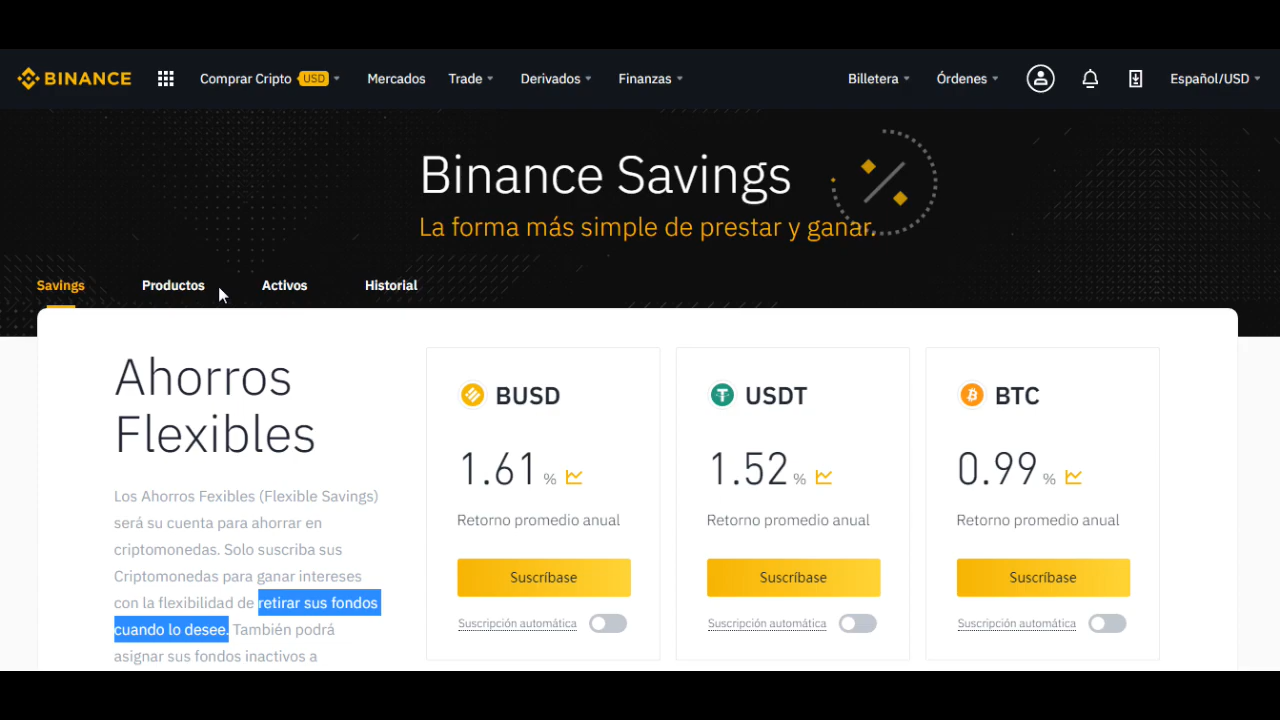 BINANCE
Comprar Cripto USD
Mercados
Trade
Derivados
Finanzas
Billetera
Órdenes
Español/USD
Binance Savings
La forma más simple de prestar y ganar.
Savings
Productos
Activos
Historial
Ahorros
Flexibles
Los Ahorros Fexibles (Flexible Savings)
será su cuenta para ahorrar en
criptomonedas. Solo suscriba sus
Criptomonedas para ganar intereses
con la flexibilidad de retirar sus fondos
cuando lo desee. También podrá
asignar sus fondos inactivos a
BUSD
1.61 %
Retorno promedio anual
Suscríbase
Suscripción automática
USDT
1.52 %
Retorno promedio anual
Suscríbase
Suscripción automática
BTC
0.99 %
Retorno promedio anual
Suscríbase
Suscripción automática